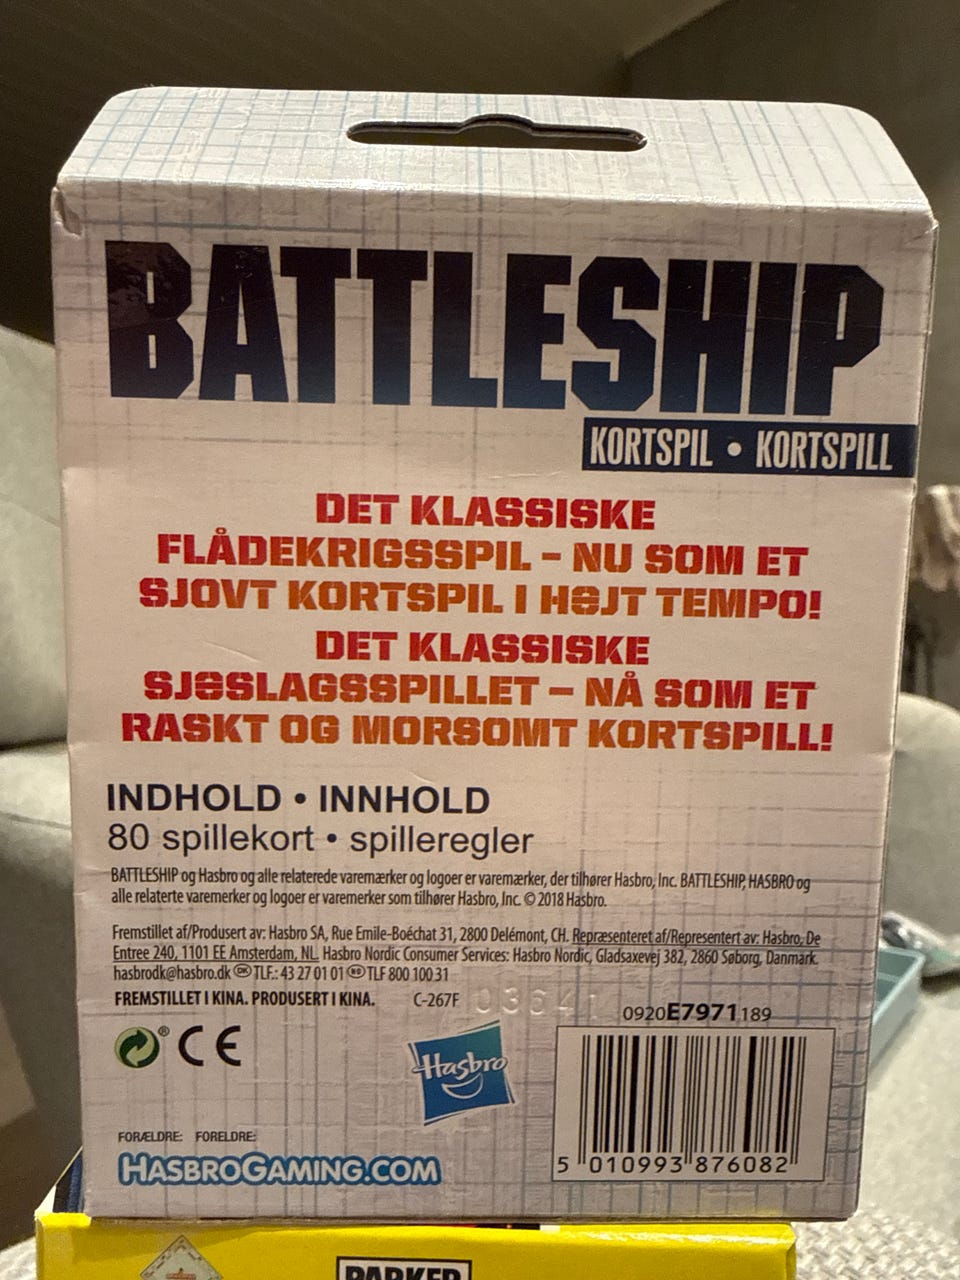 BATTLESHIP
KORTSPIL • KORTSPILL
DET KLASSISKE
FLÅDEKRIGSSPIL – NU SOM ET
SJOVT KORTSPIL I HØJT TEMPO!
DET KLASSISKE
SJØSLAGSSPILLET – NÅ SOM ET
RASKT OG MORSOMT KORTSPILL!
INDHOLD • INNHOLD
80 spillekort • spilleregler
BATTLESHIP og Hasbro og alle relaterede varemærker og logoer er varemærker, der tilhører Hasbro, Inc. BATTLESHIP, HASBRO og
alle relaterte varemerker og logoer er varemerker som tilhører Hasbro, Inc. © 2018 Hasbro.
Fremstillet af/Produsert av: Hasbro SA, Rue Emile-Boéchat 31, 2800 Delémont, CH. Repræsenteret af/Representert av: Hasbro, De
Entree 240, 1101 EE Amsterdam, NL. Hasbro Nordic Consumer Services: Hasbro Nordic, Gladsaxevej 382, 2860 Søborg, Danmark.
hasbrodk@hasbro.dk DK TLF.: 43 27 01 01 NO TLF 800 100 31
FREMSTILLET I KINA. PRODUSERT I KINA. C-267F
0920E7971189
® CE
Hasbro
FORÆLDRE: FORELDRE:
HASBROGAMING.COM
5 010993 876082
PARKER